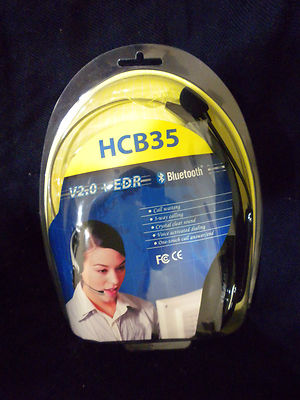 HCB35
V2.0 + EDR Bluetooth
• Call waiting
• 3-way calling
• Crystal clear sound
• Voice activated dialing
• One-touch call answer/end
FC CE